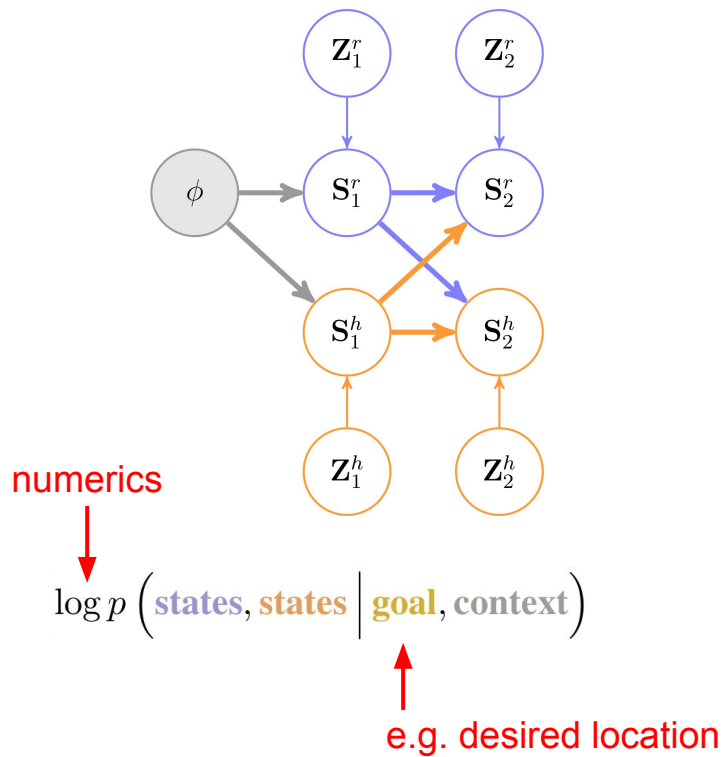 Z₁ʳ Z₂ʳ
ϕ S₁ʳ S₂ʳ
S₁ʰ S₂ʰ
Z₁ʰ Z₂ʰ
numerics
log p (states, states | goal, context)
e.g. desired location